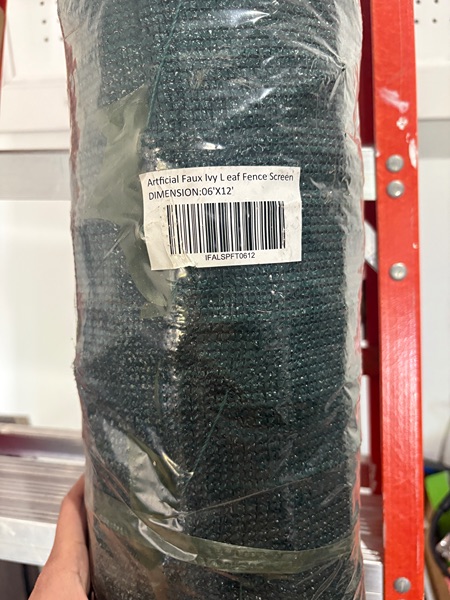 Artficial Faux Ivy Leaf Fence Screen
DIMENSION:06'X12'
IFALSPFT0612